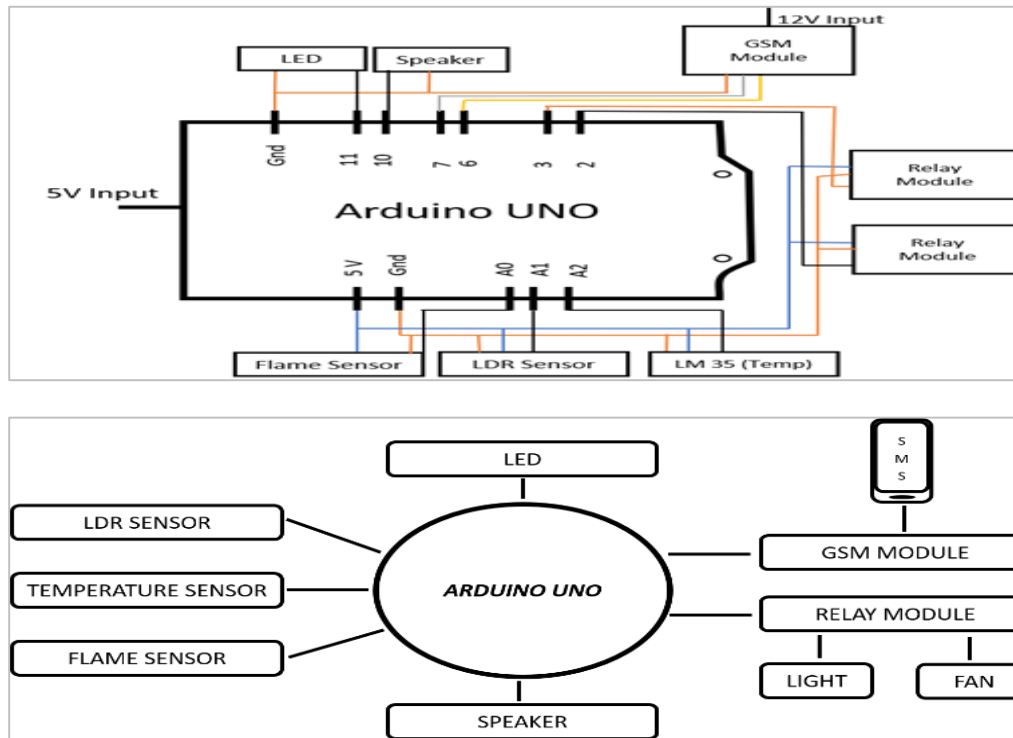 12V Input
LED
Speaker
GSM
Module
Gnd
11
10
7
6
3
2
5V Input
Arduino UNO
Relay
Module
Relay
Module
5 V
Gnd
A0
A1
A2
Flame Sensor
LDR Sensor
LM 35 (Temp)
LED
S
M
S
LDR SENSOR
GSM MODULE
TEMPERATURE SENSOR
ARDUINO UNO
RELAY MODULE
FLAME SENSOR
LIGHT
FAN
SPEAKER